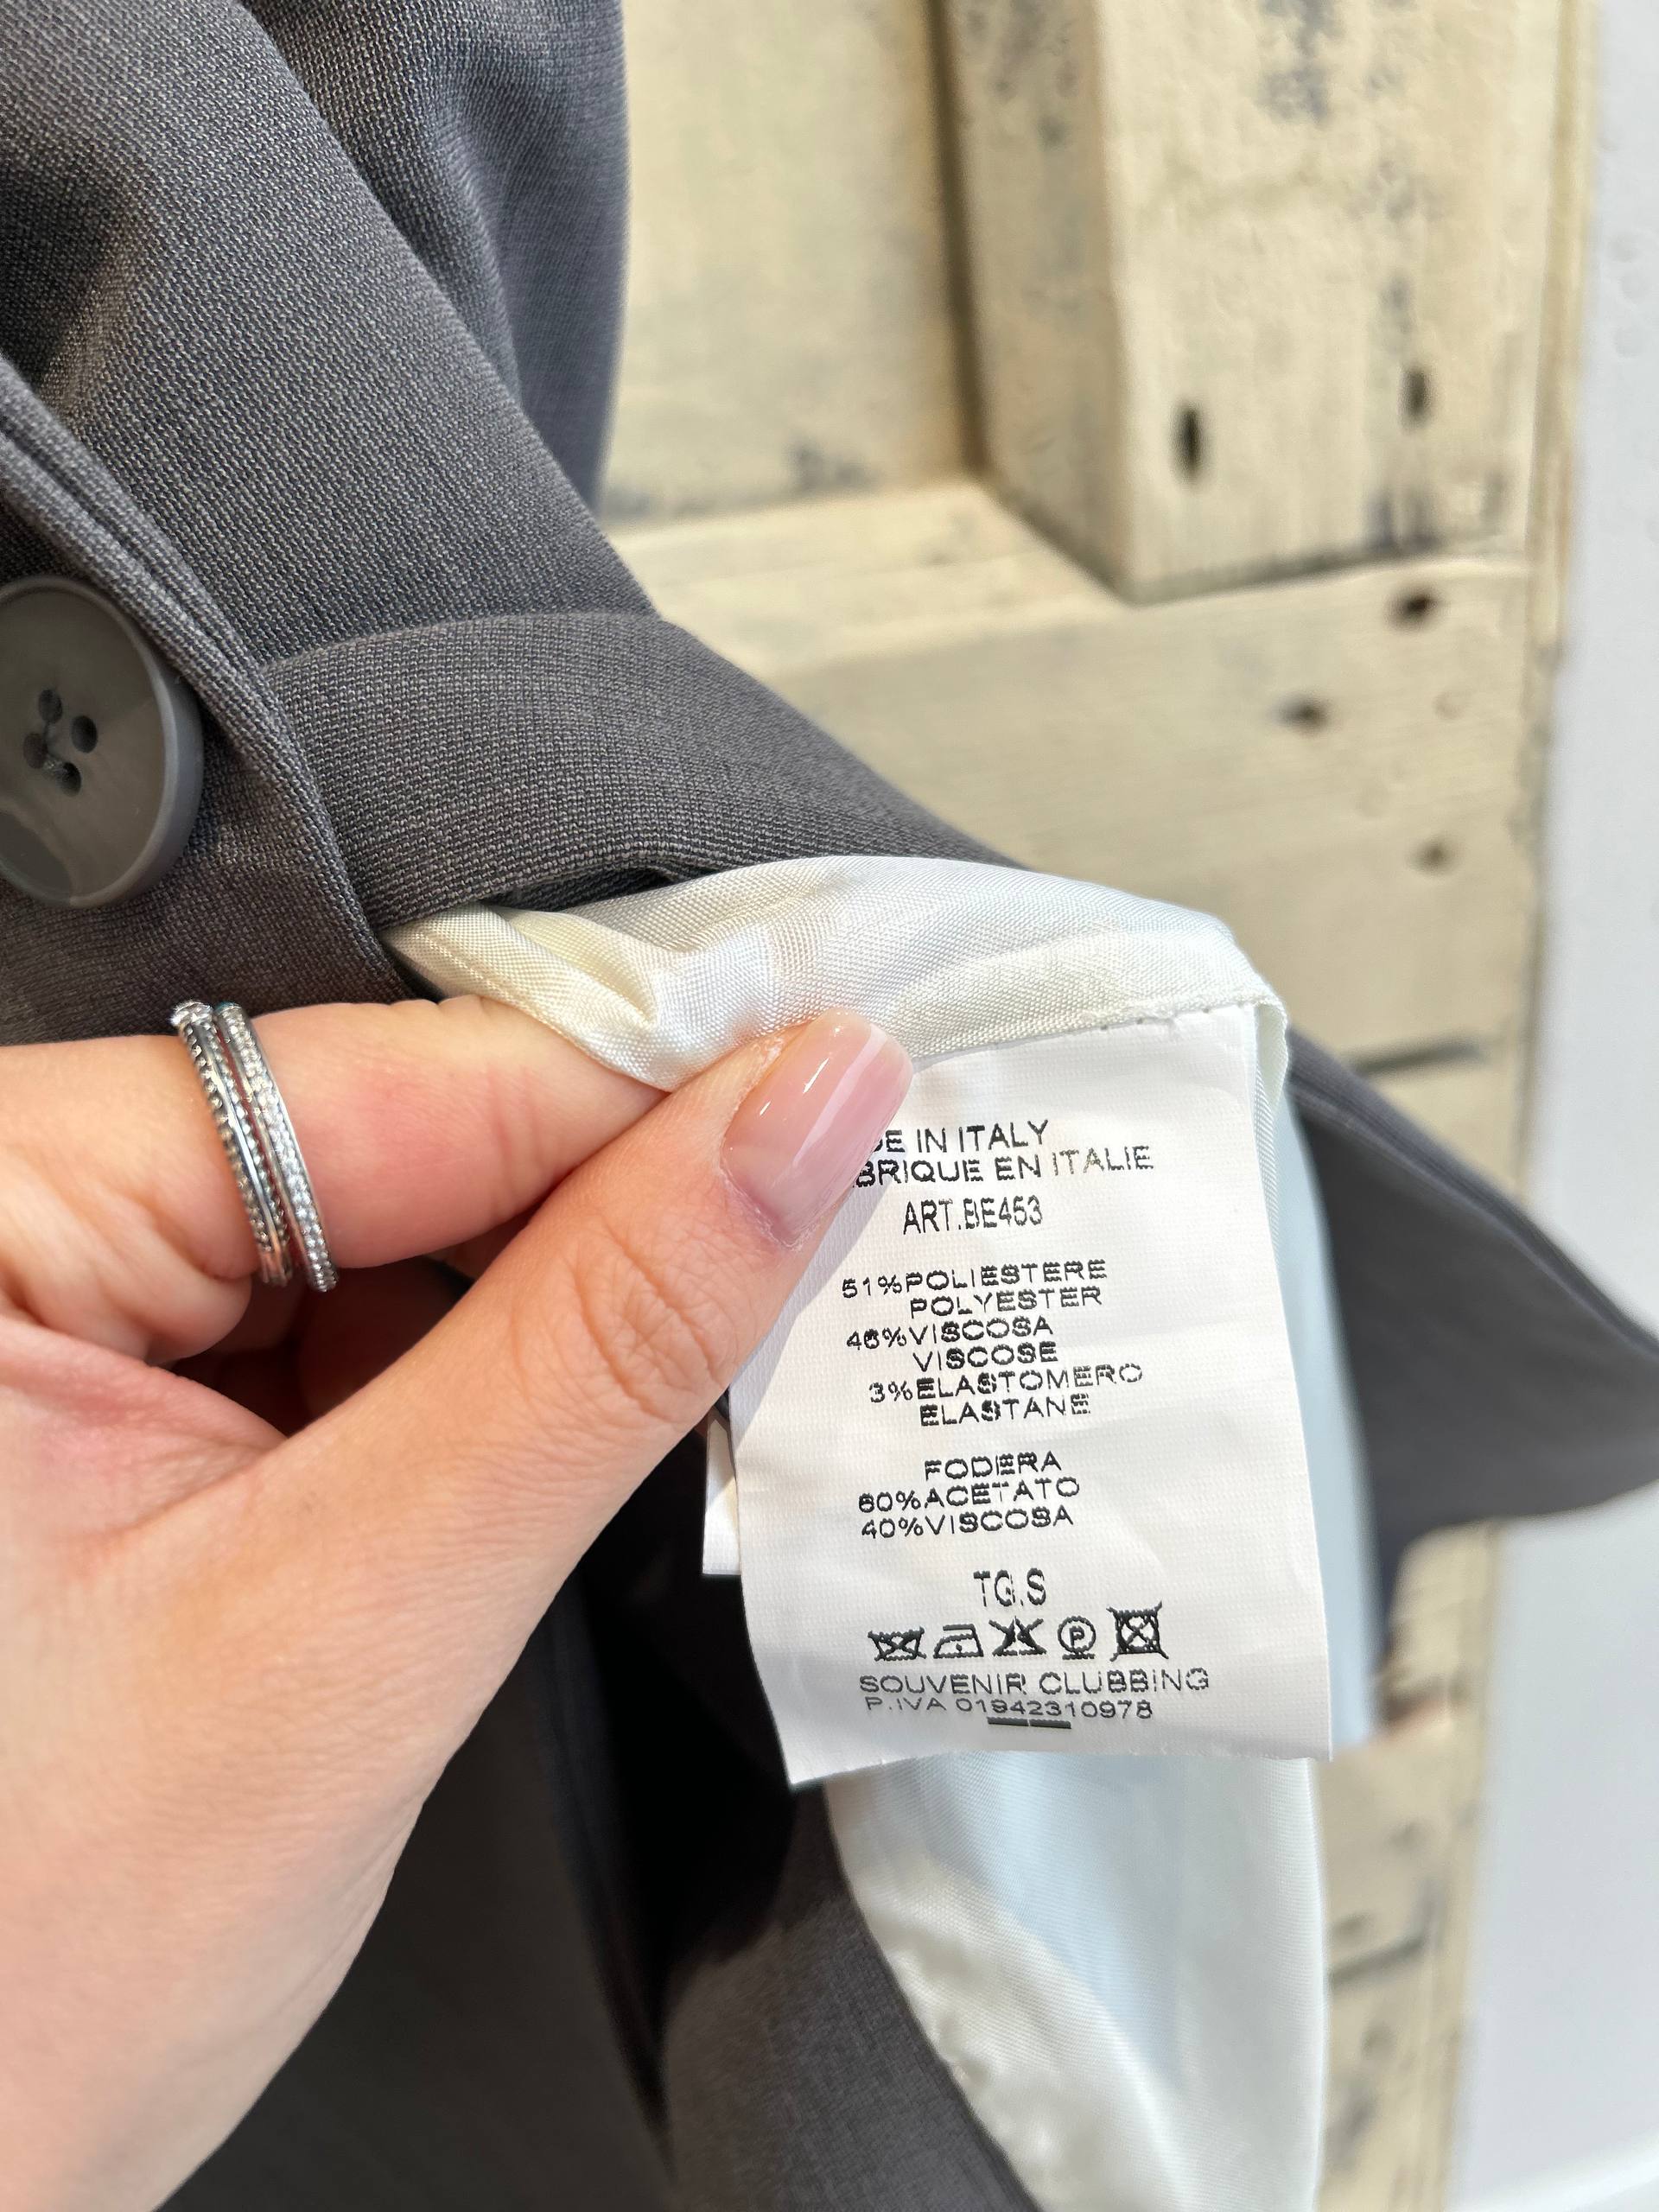 DE IN ITALY
BRIQUE EN ITALIE
ART.BE453
51%POLIESTERE
POLYESTER
46%VISCOSA
VISCOSE
3%ELASTOMERO
ELASTANE
FODERA
60%ACETATO
40%VISCOSA
TG.S
P
SOUVENIR CLUBBING
P.IVA 01942310978